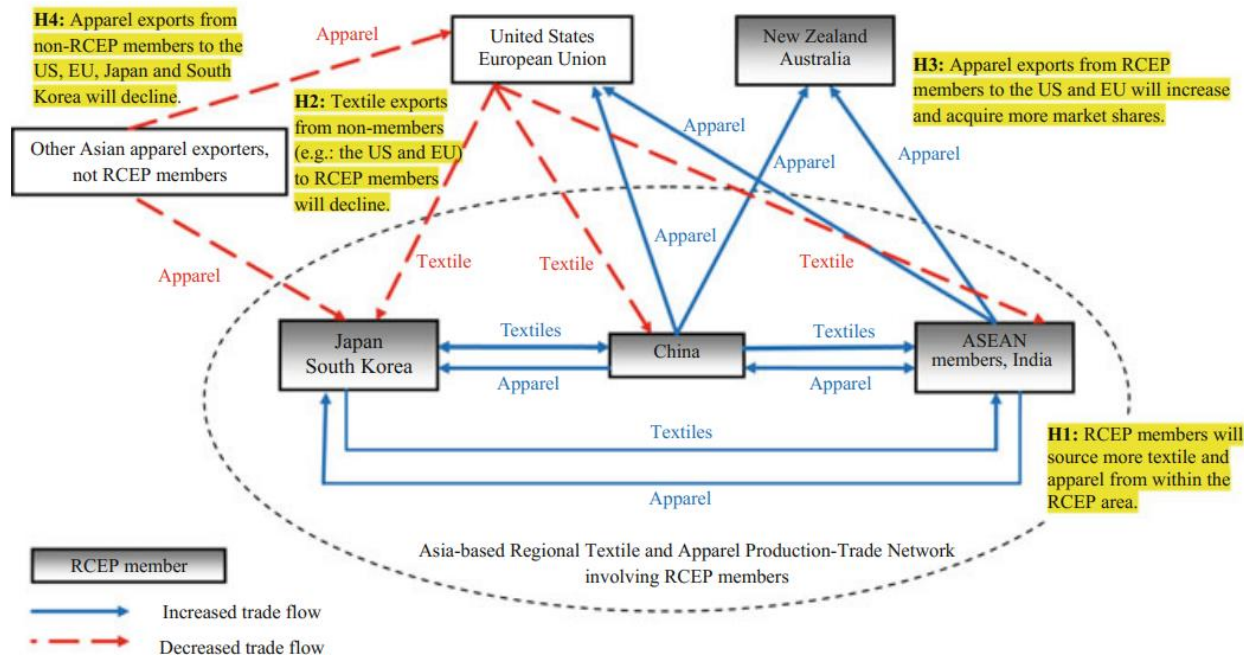 H4: Apparel exports from
non-RCEP members to the
US, EU, Japan and South
Korea will decline.
Apparel
United States
European Union
New Zealand
Australia
H3: Apparel exports from RCEP
members to the US and EU will increase
and acquire more market shares.
H2: Textile exports
from non-members
(e.g.: the US and EU)
to RCEP members
will decline.
Other Asian apparel exporters,
not RCEP members
Apparel
Apparel
Apparel
Apparel
Apparel
Textile
Textile
Textile
Japan
South Korea
Textiles
Apparel
China
Textiles
Apparel
ASEAN
members, India
Textiles
Apparel
H1: RCEP members will
source more textile and
apparel from within the
RCEP area.
Asia-based Regional Textile and Apparel Production-Trade Network
involving RCEP members
RCEP member
Increased trade flow
Decreased trade flow